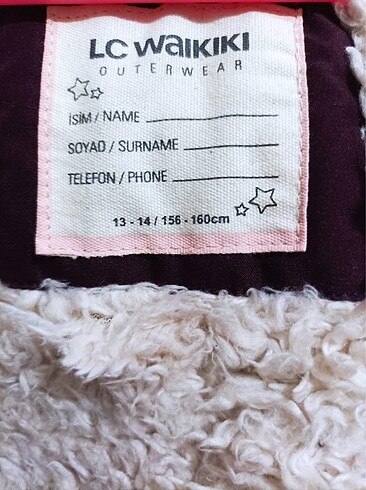 LC WAIKIKI
OUTERWEAR
İSİM / NAME
SOYAD / SURNAME
TELEFON / PHONE
13 - 14 / 156 - 160cm